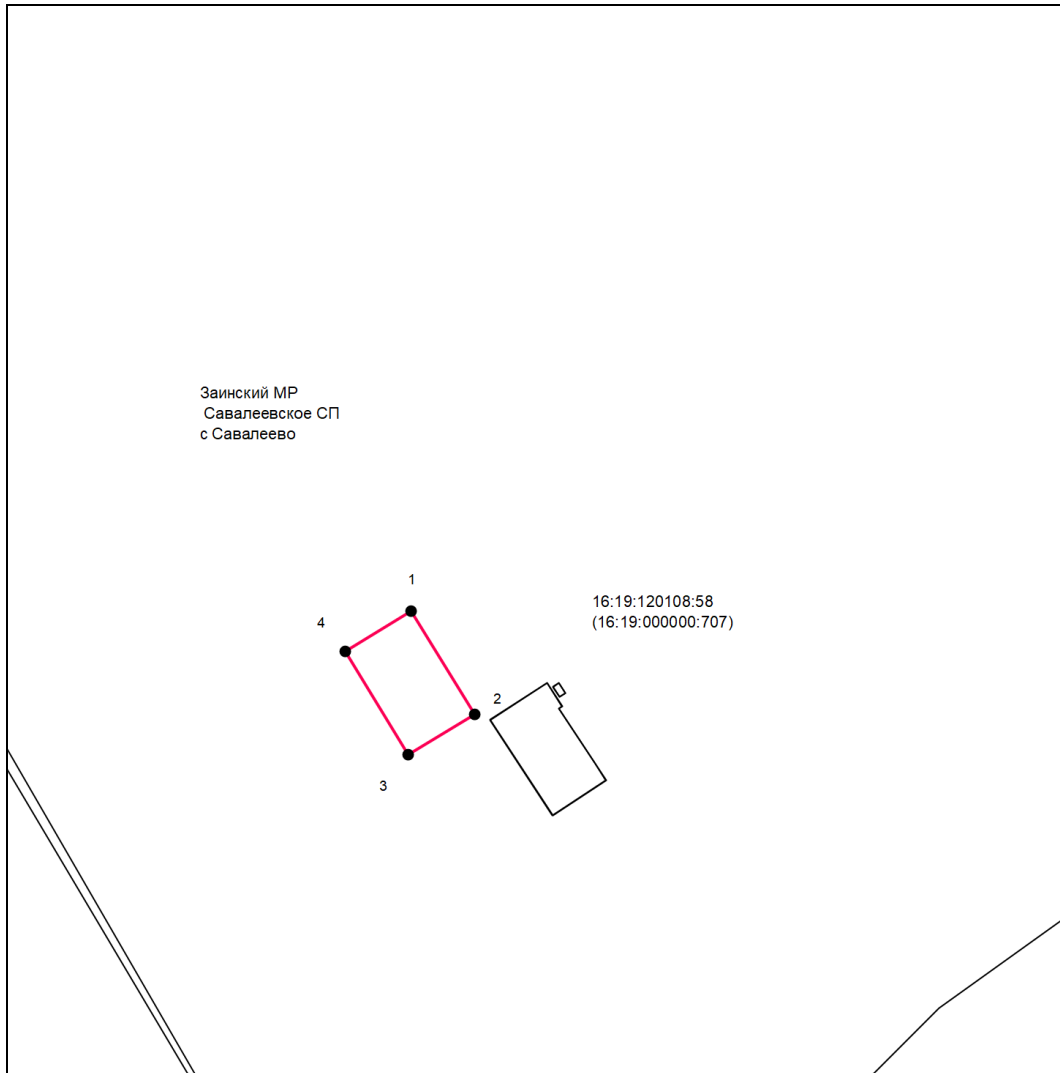 Заинский МР
Савалеевское СП
с Савалеево
1
16:19:120108:58
(16:19:000000:707)
4
2
3